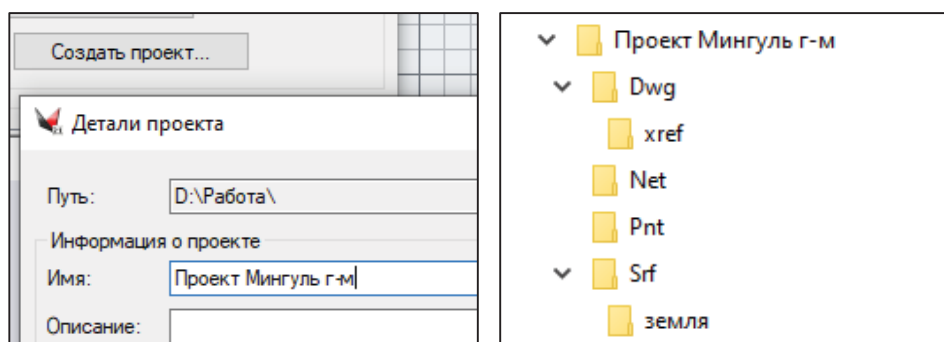 Создать проект...
Детали проекта
Путь:
D:\Работа\
Информация о проекте
Имя:
Проект Мингуль г-м
Описание:
Проект Мингуль г-м
Dwg
xref
Net
Pnt
Srf
земля